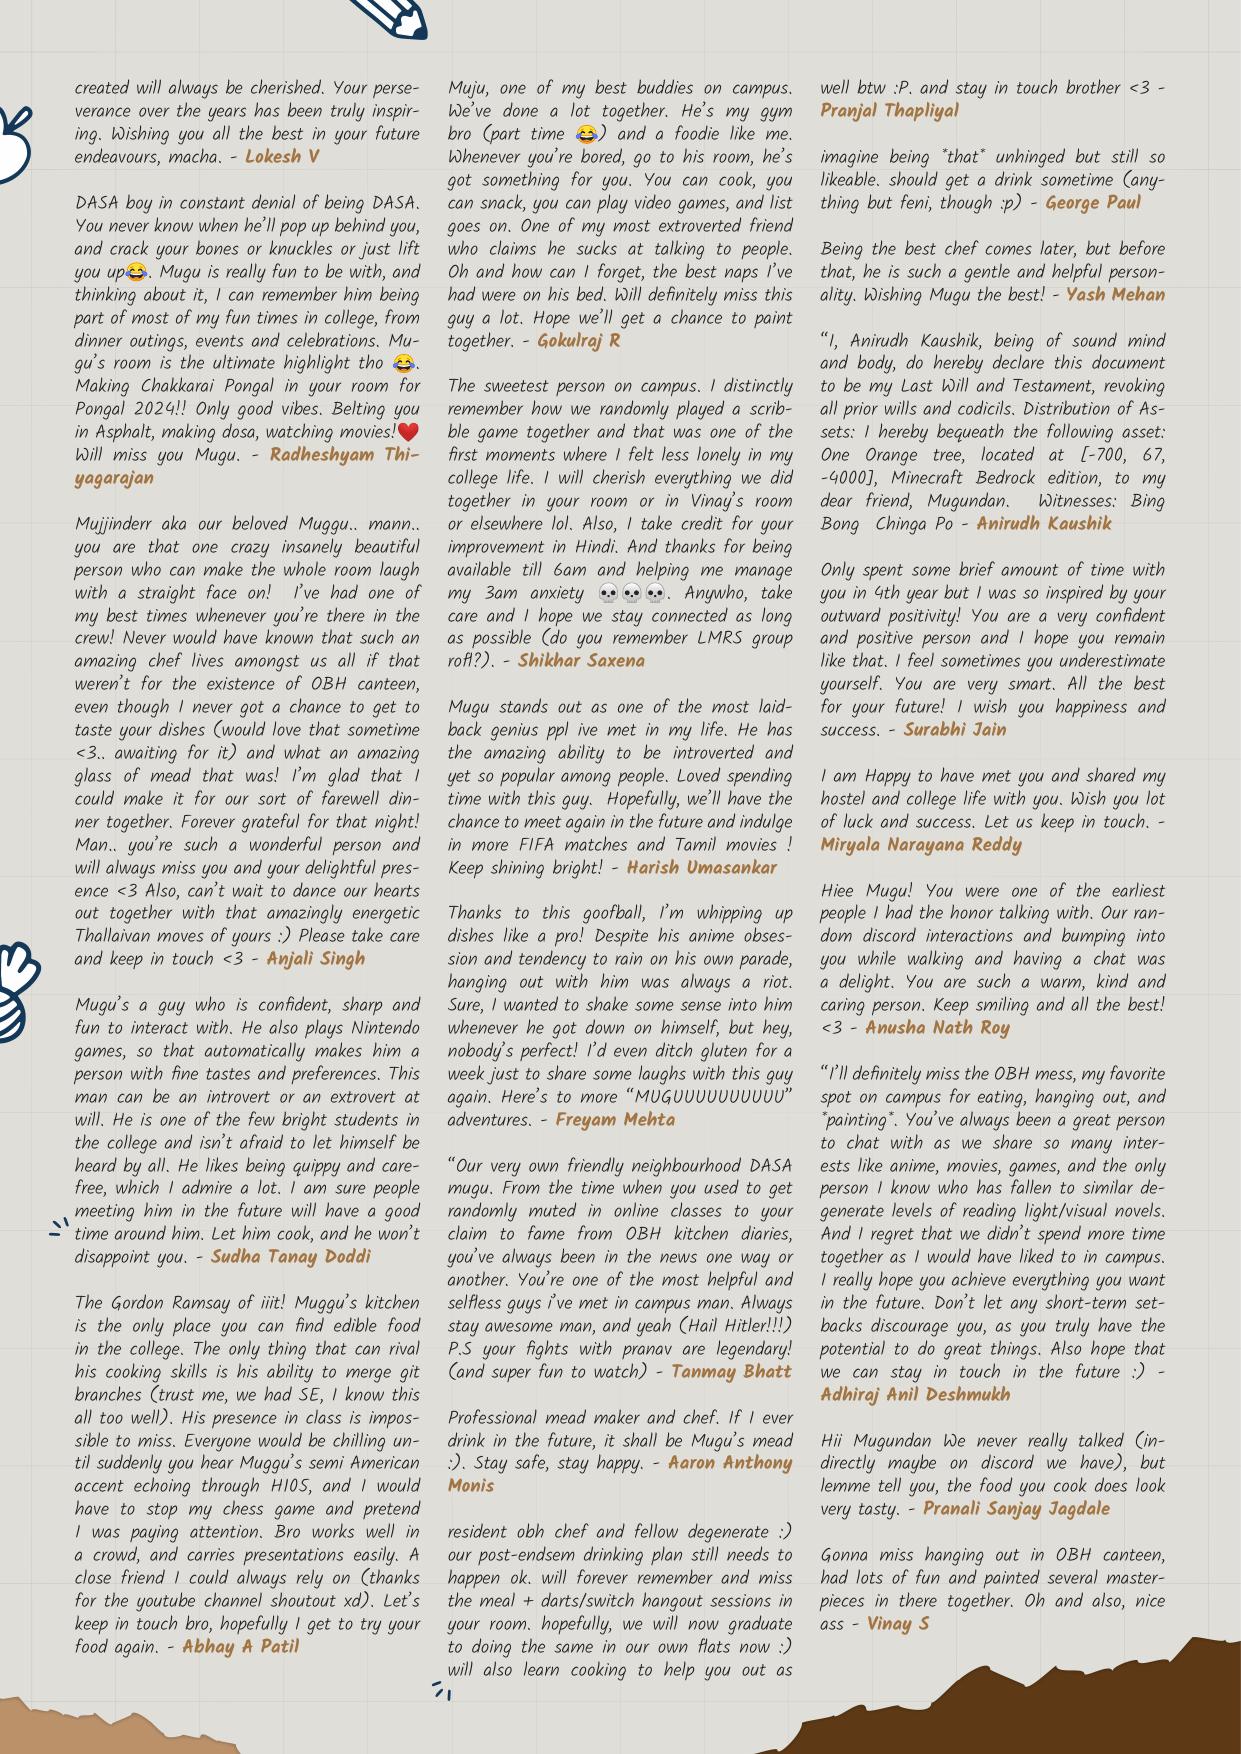 created will always be cherished. Your perse-
verance over the years has been truly inspir-
ing. Wishing you all the best in your future
endeavours, macha. - Lokesh V
DASA boy in constant denial of being DASA.
You never know when he'll pop up behind you,
and crack your bones or knuckles or just lift
you up😂. Mugu is really fun to be with, and
thinking about it, I can remember him being
part of most of my fun times in college, from
dinner outings, events and celebrations. Mu-
gu's room is the ultimate highlight tho 😂.
Making Chakkarai Pongal in your room for
Pongal 2024!! Only good vibes. Belting you
in Asphalt, making dosa, watching movies!❤️
Will miss you Mugu. - Radheshyam Thi-
yagarajan
Mujjinderr aka our beloved Muggu.. mann..
you are that one crazy insanely beautiful
person who can make the whole room laugh
with a straight face on! I've had one of
my best times whenever you're there in the
crew! Never would have known that such an
amazing chef lives amongst us all if that
weren't for the existence of OBH canteen,
even though I never got a chance to get to
taste your dishes (would love that sometime
<3.. awaiting for it) and what an amazing
glass of mead that was! I'm glad that I
could make it for our sort of farewell din-
ner together. Forever grateful for that night!
Man.. you're such a wonderful person and
will always miss you and your delightful pres-
ence <3 Also, can't wait to dance our hearts
out together with that amazingly energetic
Thallaivan moves of yours :) Please take care
and keep in touch <3 - Anjali Singh
Mugu's a guy who is confident, sharp and
fun to interact with. He also plays Nintendo
games, so that automatically makes him a
person with fine tastes and preferences. This
man can be an introvert or an extrovert at
will. He is one of the few bright students in
the college and isn't afraid to let himself be
heard by all. He likes being quippy and care-
free, which I admire a lot. I am sure people
meeting him in the future will have a good
time around him. Let him cook, and he won't
disappoint you. - Sudha Tanay Doddi
The Gordon Ramsay of iiit! Muggu's kitchen
is the only place you can find edible food
in the college. The only thing that can rival
his cooking skills is his ability to merge git
branches (trust me, we had SE, I know this
all too well). His presence in class is impos-
sible to miss. Everyone would be chilling un-
til suddenly you hear Muggu's semi American
accent echoing through H105, and I would
have to stop my chess game and pretend
I was paying attention. Bro works well in
a crowd, and carries presentations easily. A
close friend I could always rely on (thanks
for the youtube channel shoutout xd). Let's
keep in touch bro, hopefully I get to try your
food again. - Abhay A Patil
Muju, one of my best buddies on campus.
We've done a lot together. He's my gym
bro (part time 😂) and a foodie like me.
Whenever you're bored, go to his room, he's
got something for you. You can cook, you
can snack, you can play video games, and list
goes on. One of my most extroverted friend
who claims he sucks at talking to people.
Oh and how can I forget, the best naps I've
had were on his bed. Will definitely miss this
guy a lot. Hope we'll get a chance to paint
together. - Gokulraj R
The sweetest person on campus. I distinctly
remember how we randomly played a scrib-
ble game together and that was one of the
first moments where I felt less lonely in my
college life. I will cherish everything we did
together in your room or in Vinay's room
or elsewhere lol. Also, I take credit for your
improvement in Hindi. And thanks for being
available till 6am and helping me manage
my 3am anxiety 💀💀💀. Anywho, take
care and I hope we stay connected as long
as possible (do you remember LMRS group
rofl?). - Shikhar Saxena
Mugu stands out as one of the most laid-
back genius ppl ive met in my life. He has
the amazing ability to be introverted and
yet so popular among people. Loved spending
time with this guy. Hopefully, we'll have the
chance to meet again in the future and indulge
in more FIFA matches and Tamil movies !
Keep shining bright! - Harish Umasankar
Thanks to this goofball, I'm whipping up
dishes like a pro! Despite his anime obses-
sion and tendency to rain on his own parade,
hanging out with him was always a riot.
Sure, I wanted to shake some sense into him
whenever he got down on himself, but hey,
nobody's perfect! I'd even ditch gluten for a
week just to share some laughs with this guy
again. Here's to more “MUGUUUUUUUUUU”
adventures. - Freyam Mehta
“Our very own friendly neighbourhood DASA
mugu. From the time when you used to get
randomly muted in online classes to your
claim to fame from OBH kitchen diaries,
you've always been in the news one way or
another. You're one of the most helpful and
selfless guys i've met in campus man. Always
stay awesome man, and yeah (Hail Hitler!!!)
P.S your fights with pranav are legendary!
(and super fun to watch) - Tanmay Bhatt
Professional mead maker and chef. If I ever
drink in the future, it shall be Mugu's mead
:). Stay safe, stay happy. - Aaron Anthony
Monis
resident obh chef and fellow degenerate :)
our post-endsem drinking plan still needs to
happen ok. will forever remember and miss
the meal + darts/switch hangout sessions in
your room. hopefully, we will now graduate
to doing the same in our own flats now :)
will also learn cooking to help you out as
well btw :P. and stay in touch brother <3 -
Pranjal Thapliyal
imagine being *that* unhinged but still so
likeable. should get a drink sometime (any-
thing but feni, though :p) - George Paul
Being the best chef comes later, but before
that, he is such a gentle and helpful person-
ality. Wishing Mugu the best! - Yash Mehan
“I, Anirudh Kaushik, being of sound mind
and body, do hereby declare this document
to be my Last Will and Testament, revoking
all prior wills and codicils. Distribution of As-
sets: I hereby bequeath the following asset:
One Orange tree, located at [-700, 67,
-4000], Minecraft Bedrock edition, to my
dear friend, Mugundan. Witnesses: Bing
Bong Chinga Po - Anirudh Kaushik
Only spent some brief amount of time with
you in 4th year but I was so inspired by your
outward positivity! You are a very confident
and positive person and I hope you remain
like that. I feel sometimes you underestimate
yourself. You are very smart. All the best
for your future! I wish you happiness and
success. - Surabhi Jain
I am Happy to have met you and shared my
hostel and college life with you. Wish you lot
of luck and success. Let us keep in touch. -
Miryala Narayana Reddy
Hiee Mugu! You were one of the earliest
people I had the honor talking with. Our ran-
dom discord interactions and bumping into
you while walking and having a chat was
a delight. You are such a warm, kind and
caring person. Keep smiling and all the best!
<3 - Anusha Nath Roy
“I'll definitely miss the OBH mess, my favorite
spot on campus for eating, hanging out, and
*painting*. You've always been a great person
to chat with as we share so many inter-
ests like anime, movies, games, and the only
person I know who has fallen to similar de-
generate levels of reading light/visual novels.
And I regret that we didn't spend more time
together as I would have liked to in campus.
I really hope you achieve everything you want
in the future. Don't let any short-term set-
backs discourage you, as you truly have the
potential to do great things. Also hope that
we can stay in touch in the future :) -
Adhiraj Anil Deshmukh
Hii Mugundan We never really talked (in-
directly maybe on discord we have), but
lemme tell you, the food you cook does look
very tasty. - Pranali Sanjay Jagdale
Gonna miss hanging out in OBH canteen,
had lots of fun and painted several master-
pieces in there together. Oh and also, nice
ass - Vinay S